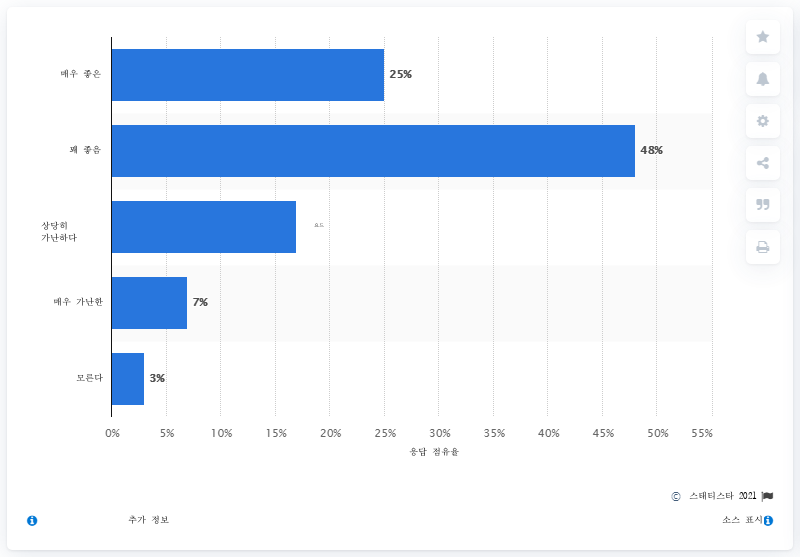 매우 좋은
25%
꽤 좋음
48%
상당히
가난하다
매우 가난한
7%
모른다
3%
0% 5% 10% 15% 20% 25% 30% 35% 40% 45% 50% 55%
응답 점유율
© 스태티스타 2021
추가 정보
소스 표시